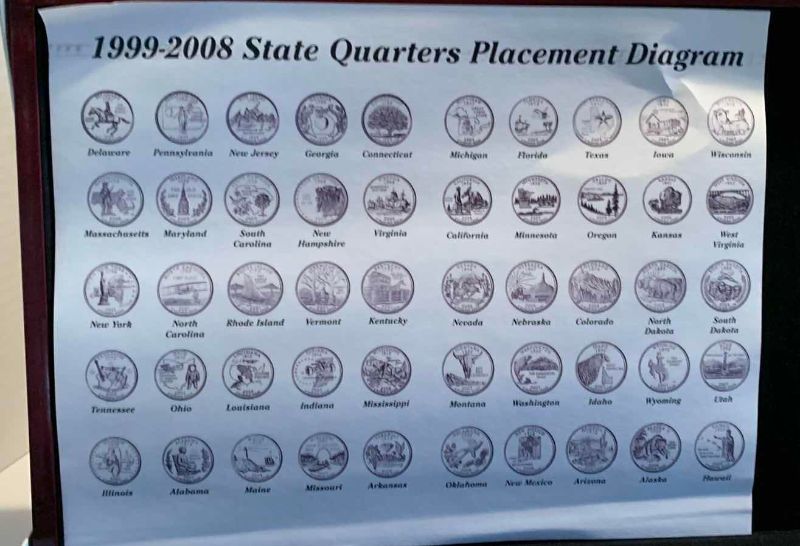 1999-2008 State Quarters Placement Diagram
Delaware Pennsylvania New Jersey Georgia Connecticut Michigan Florida Texas Iowa Wisconsin
Massachusetts Maryland South Carolina New Hampshire Virginia California Minnesota Oregon Kansas West Virginia
New York North Carolina Rhode Island Vermont Kentucky Nevada Nebraska Colorado North Dakota South Dakota
Tennessee Ohio Louisiana Indiana Mississippi Montana Washington Idaho Wyoming Utah
Illinois Alabama Maine Missouri Arkansas Oklahoma New Mexico Arizona Alaska Hawaii